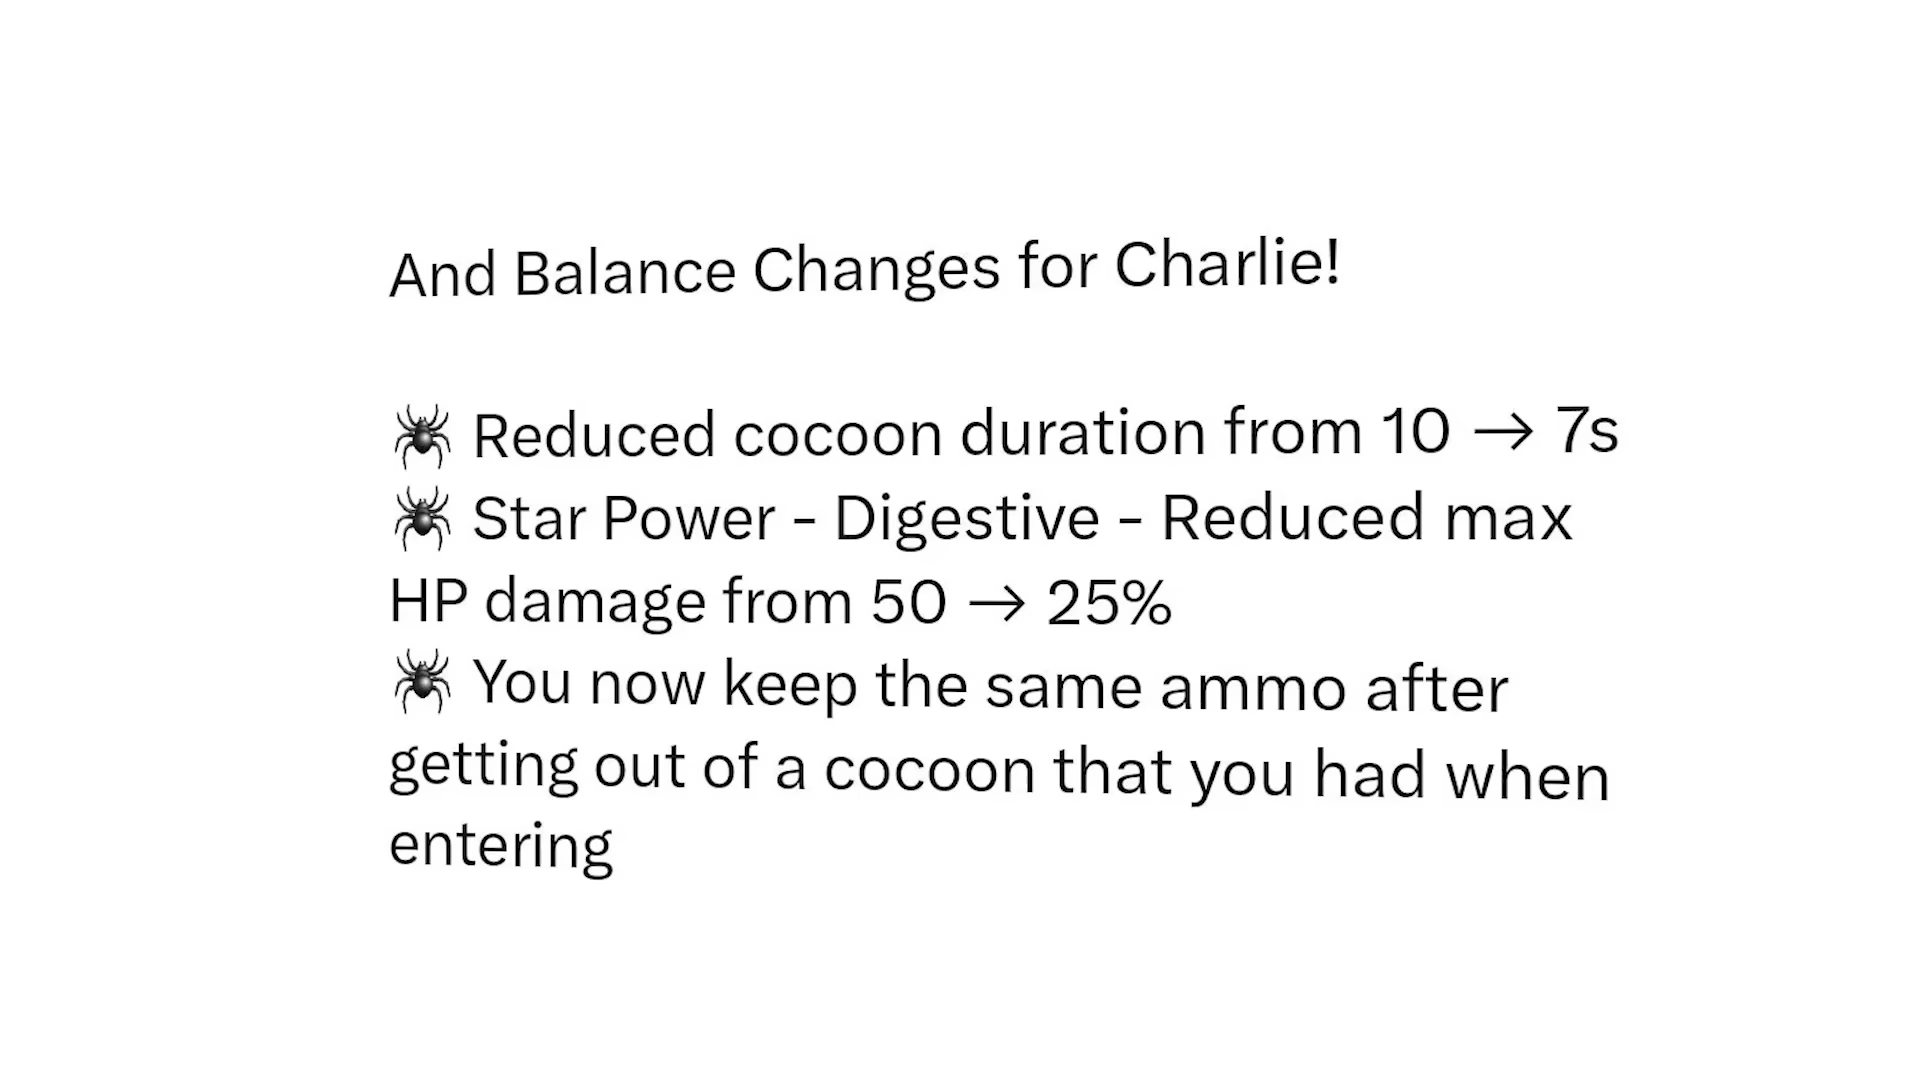 And Balance Changes for Charlie!
🕷️ Reduced cocoon duration from 10 → 7s
🕷️ Star Power - Digestive - Reduced max
HP damage from 50 → 25%
🕷️ You now keep the same ammo after
getting out of a cocoon that you had when
entering